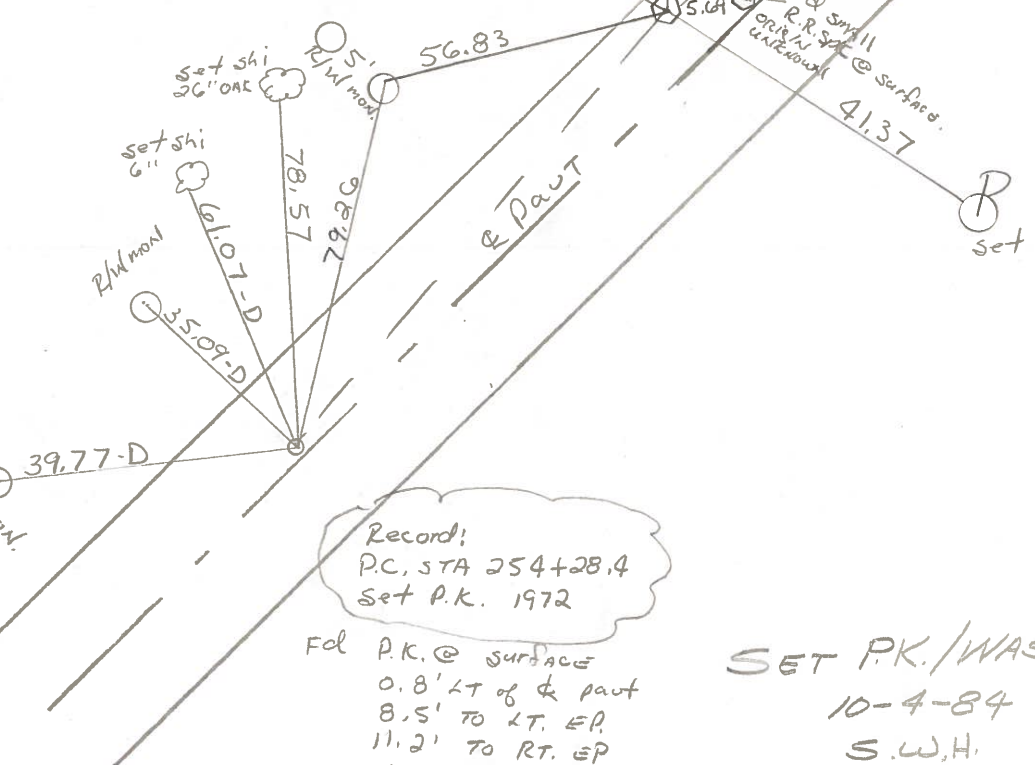 56.83
5'
R/W mon.
set shi
26" OAK
5.64
& small
R.R. SPK @ surface.
ORIGIN
UNKNOWN
41.37
set
set shi
6"
78.57
79.26
61.07-D
R/W mon
35.09-D
℄ Pavt
39.77-D
Record:
P.C. STA 254+28.4
Set P.K. 1972
Fd P.K. @ surface
0.8' LT of ℄ pavt
8.5' TO LT. EP.
11.2' TO RT. EP
SET P.K./WAS
10-4-84
S.W.H.